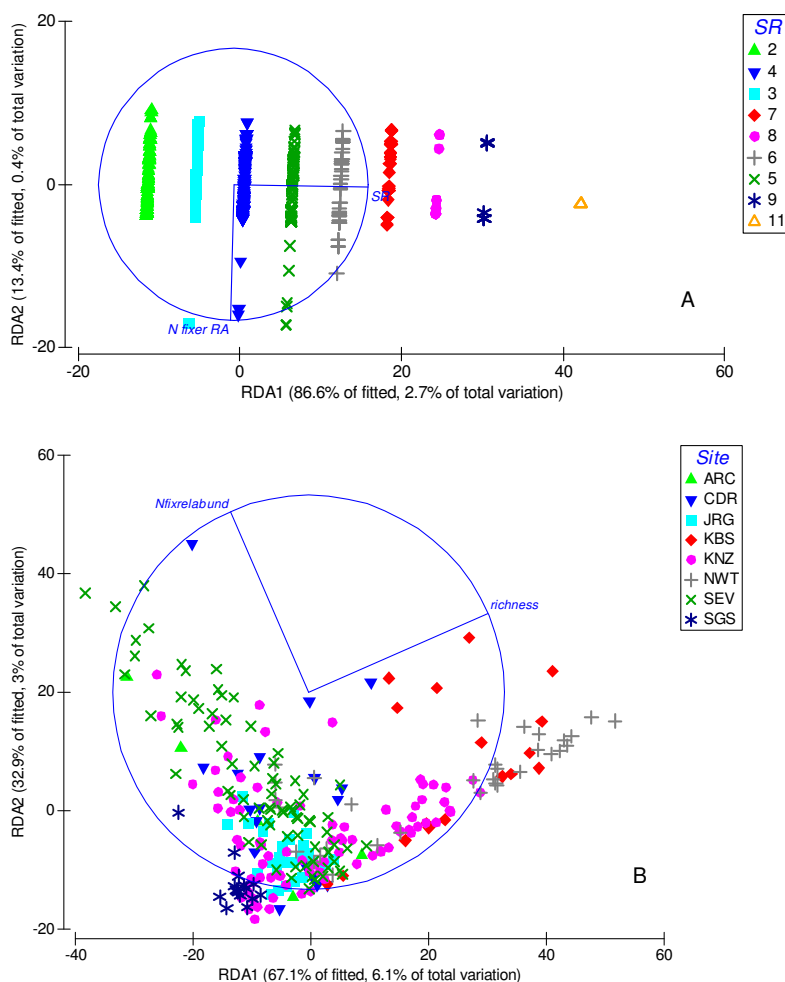 20
0
-20
RDA2 (13.4% of fitted, 0.4% of total variation)
SR
N fixer RA
A
-20
0
20
40
60
RDA1 (86.6% of fitted, 2.7% of total variation)
SR
2
4
3
7
8
6
5
9
11
60
40
20
0
-20
RDA2 (32.9% of fitted, 3% of total variation)
Nfixrelabund
richness
B
-40
-20
0
20
40
60
RDA1 (67.1% of fitted, 6.1% of total variation)
Site
ARC
CDR
JRG
KBS
KNZ
NWT
SEV
SGS